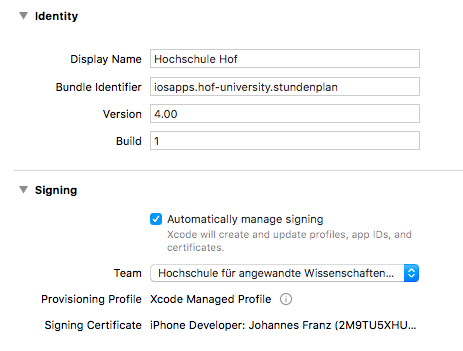 Identity
Display Name Hochschule Hof
Bundle Identifier iosapps.hof-university.stundenplan
Version 4.00
Build 1
Signing
Automatically manage signing
Xcode will create and update profiles, app IDs, and
certificates.
Team Hochschule für angewandte Wissenschaften...
Provisioning Profile Xcode Managed Profile
Signing Certificate iPhone Developer: Johannes Franz (2M9TU5XHU...